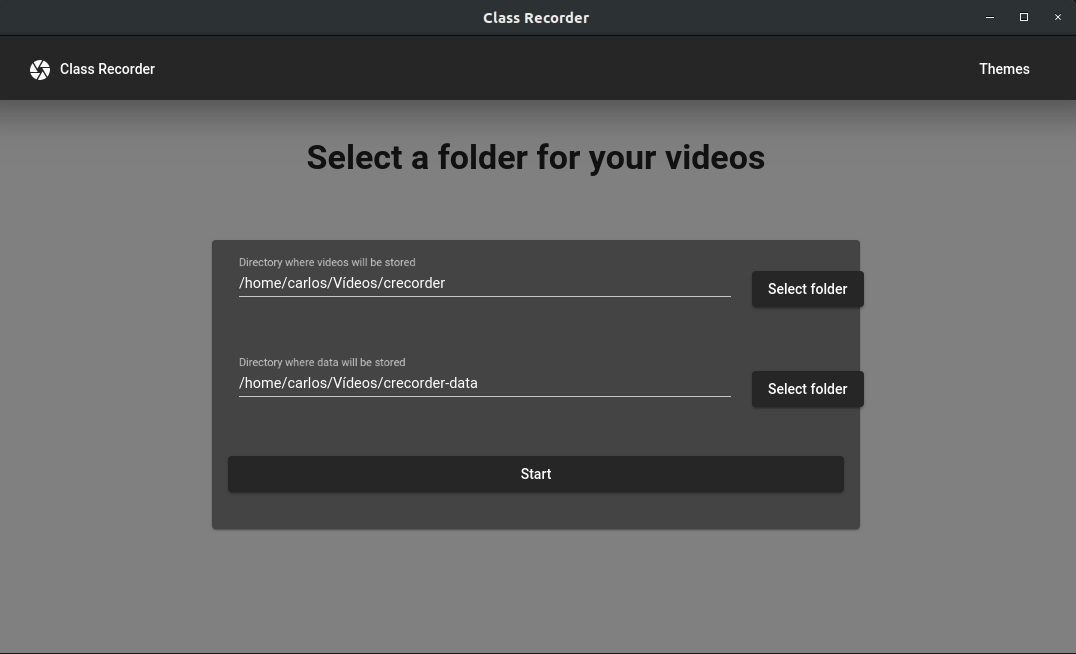 Class Recorder
Class Recorder
Themes
Select a folder for your videos
Directory where videos will be stored
/home/carlos/Vídeos/crecorder
Select folder
Directory where data will be stored
/home/carlos/Vídeos/crecorder-data
Select folder
Start